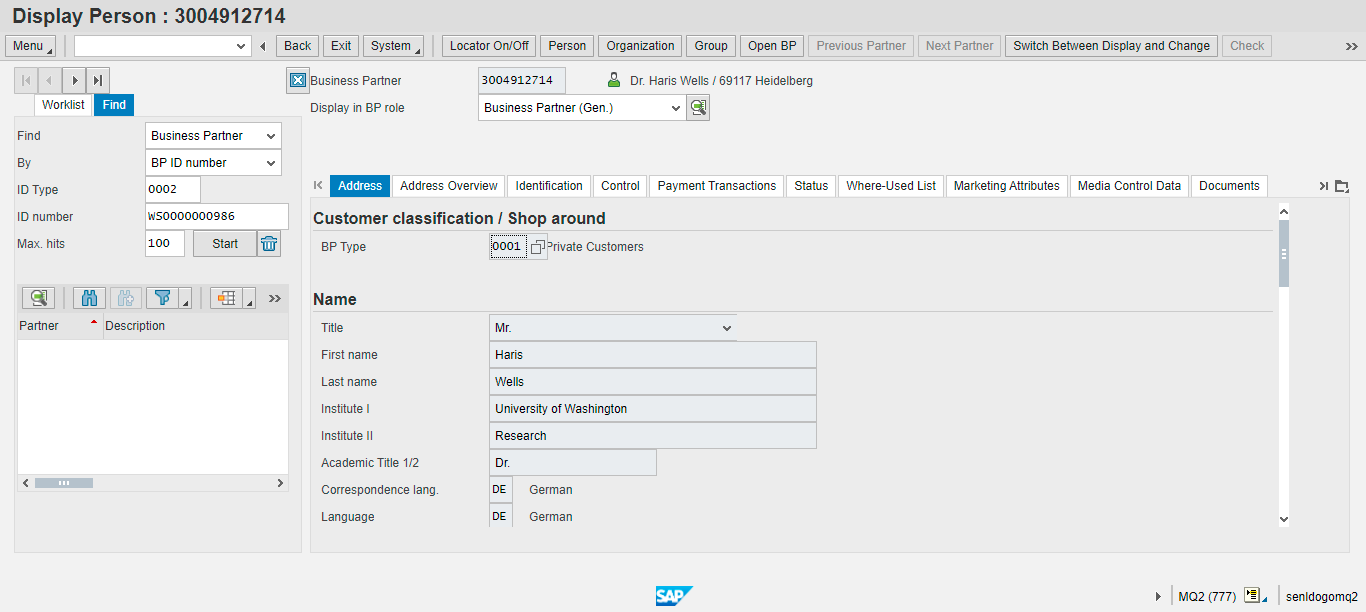 Display Person : 3004912714
Menu Back Exit System Locator On/Off Person Organization Group Open BP Previous Partner Next Partner Switch Between Display and Change Check
Business Partner 3004912714 Dr. Haris Wells / 69117 Heidelberg
Worklist Find
Display in BP role Business Partner (Gen.)
Find Business Partner
By BP ID number
ID Type 0002
ID number WS0000000986
Max. hits 100 Start
Partner Description
Address Address Overview Identification Control Payment Transactions Status Where-Used List Marketing Attributes Media Control Data Documents
Customer classification / Shop around
BP Type 0001 Private Customers
Name
Title Mr.
First name Haris
Last name Wells
Institute I University of Washington
Institute II Research
Academic Title 1/2 Dr.
Correspondence lang. DE German
Language DE German
SAP MQ2 (777) senldogomq2